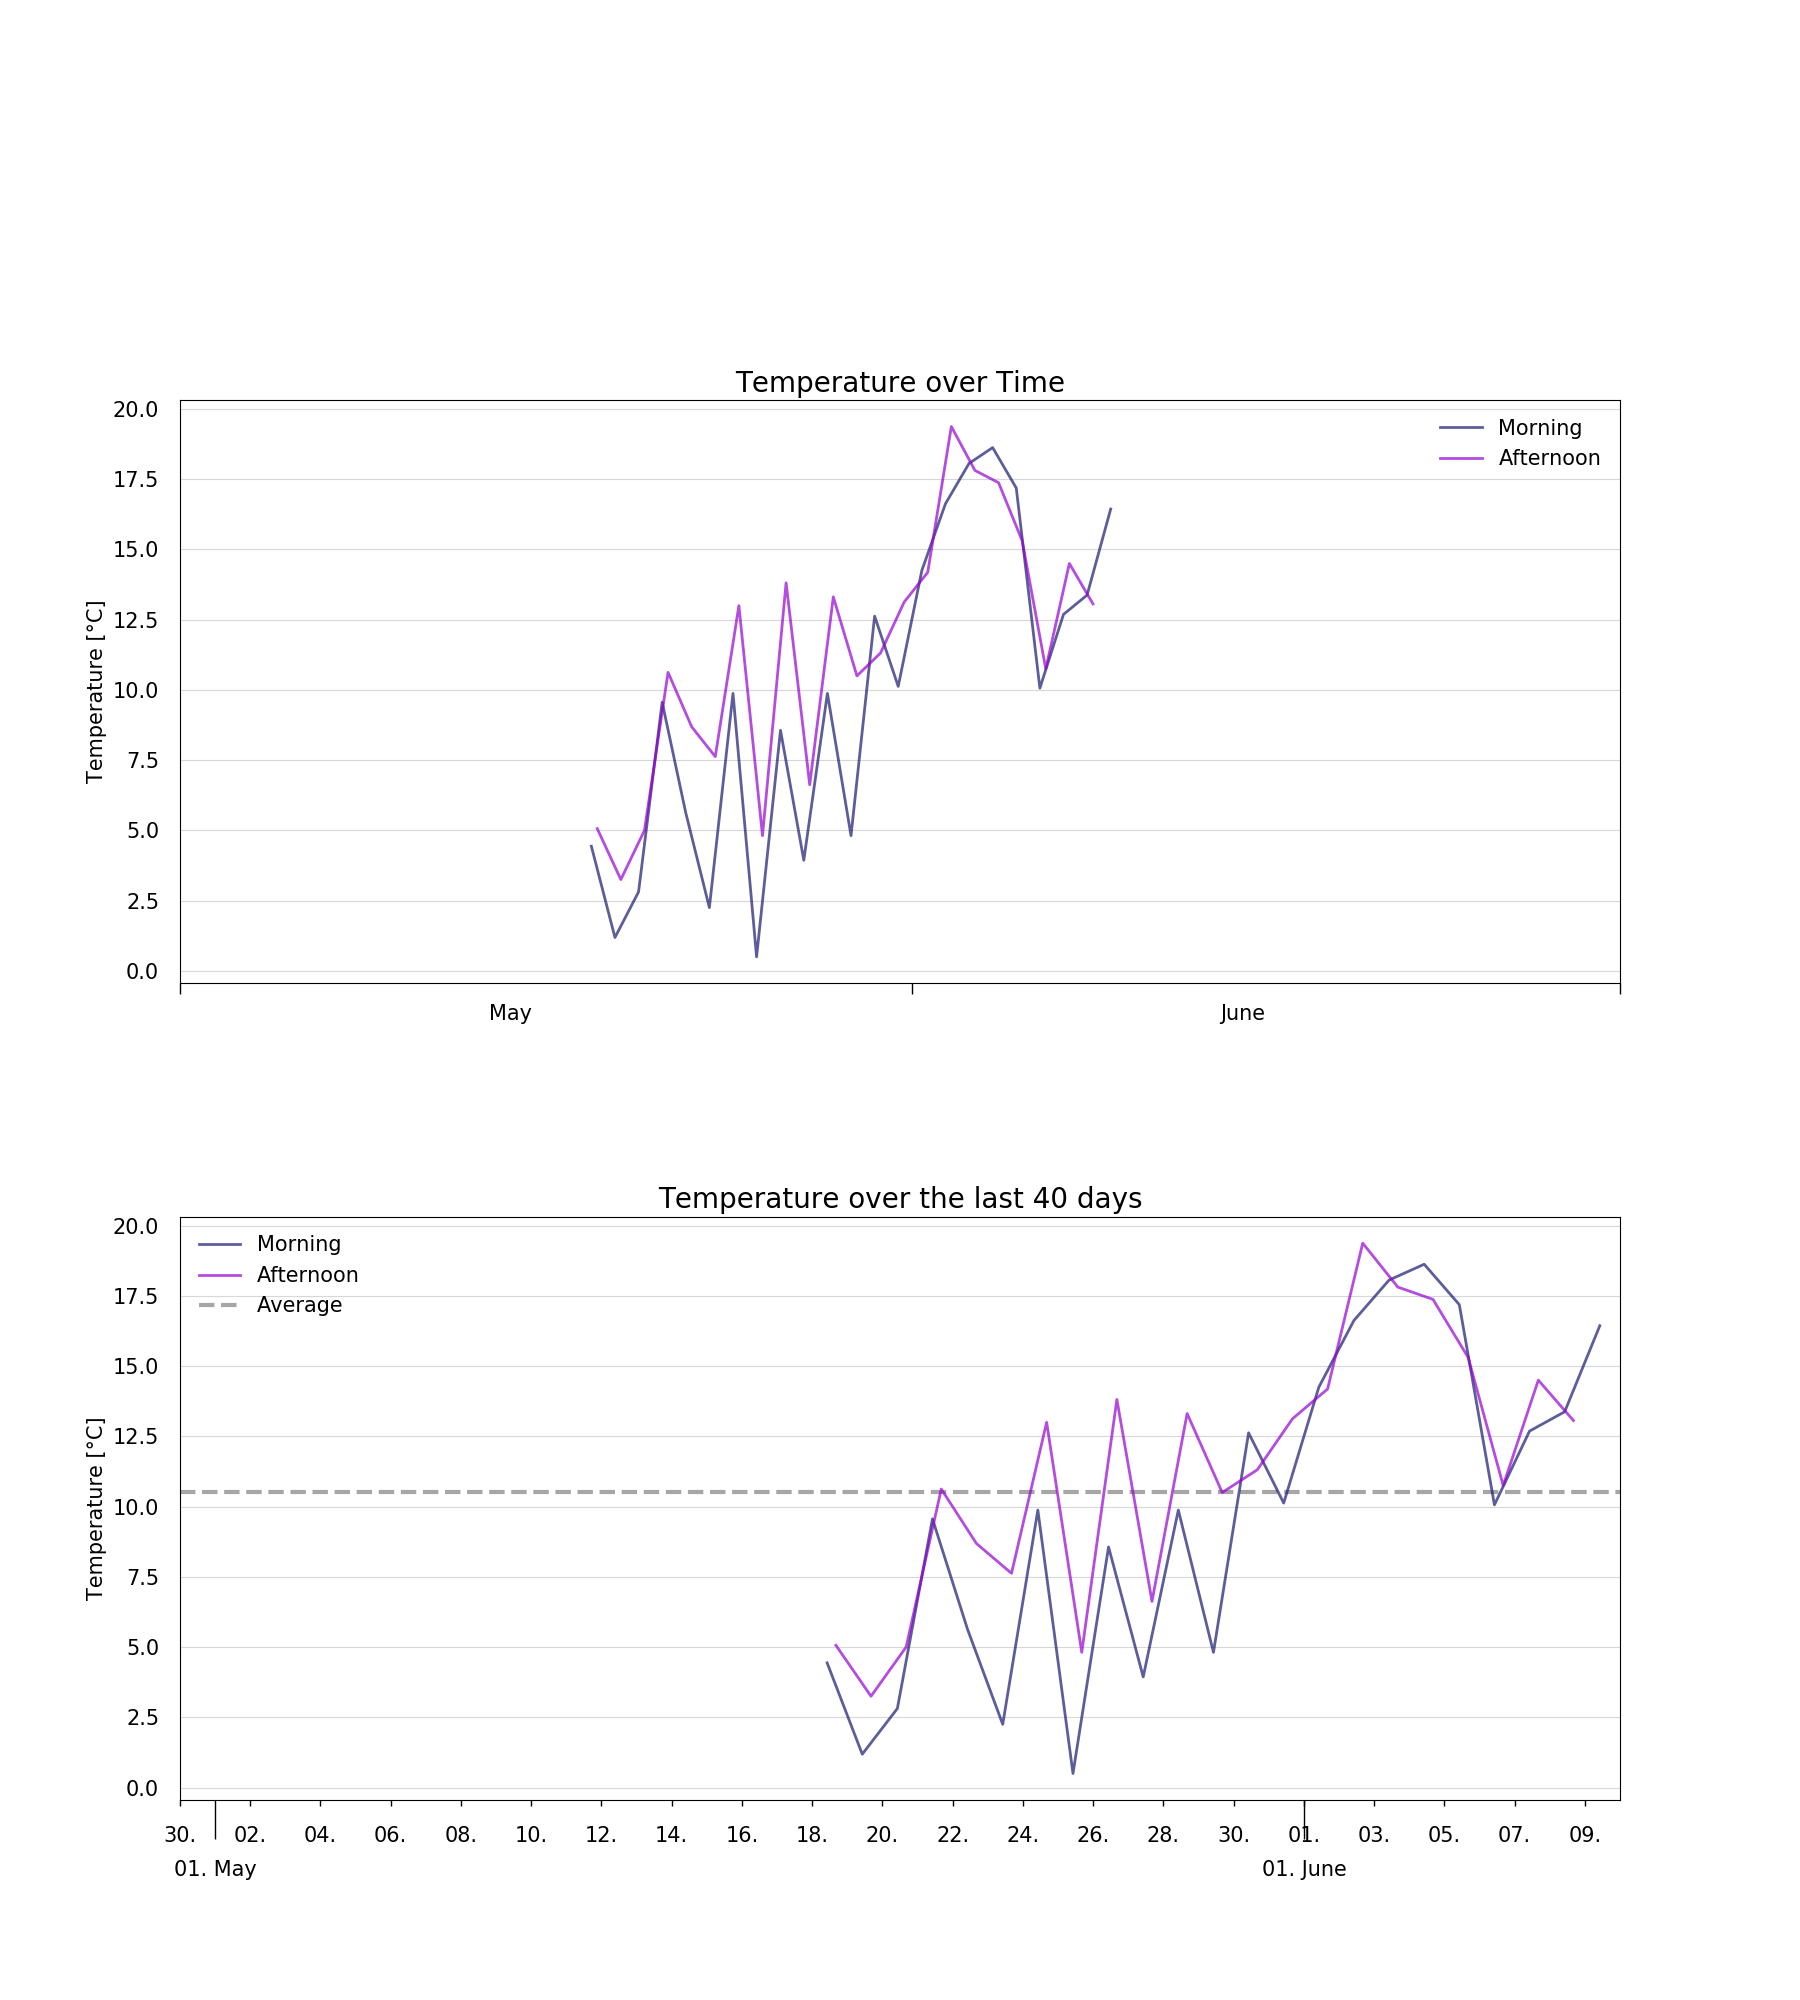 Temperature over Time
20.0
17.5
15.0
12.5
10.0
7.5
5.0
2.5
0.0
Temperature [°C]
Morning
Afternoon
May June
Temperature over the last 40 days
20.0
17.5
15.0
12.5
10.0
7.5
5.0
2.5
0.0
Temperature [°C]
Morning
Afternoon
Average
30. 02. 04. 06. 08. 10. 12. 14. 16. 18. 20. 22. 24. 26. 28. 30. 01. 03. 05. 07. 09.
01. May 01. June